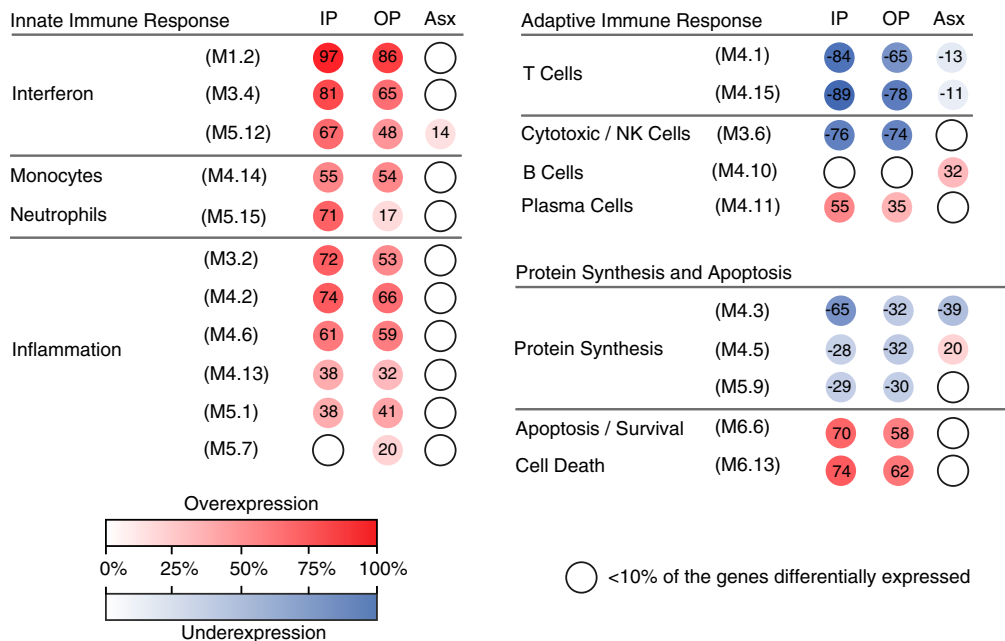 Innate Immune Response IP OP Asx
(M1.2) 97 86
Interferon (M3.4) 81 65
(M5.12) 67 48 14
Monocytes (M4.14) 55 54
Neutrophils (M5.15) 71 17
(M3.2) 72 53
(M4.2) 74 66
(M4.6) 61 59
Inflammation
(M4.13) 38 32
(M5.1) 38 41
(M5.7) 20
Overexpression
0% 25% 50% 75% 100%
Underexpression
Adaptive Immune Response IP OP Asx
(M4.1) -84 -65 -13
T Cells
(M4.15) -89 -78 -11
Cytotoxic / NK Cells (M3.6) -76 -74
B Cells (M4.10) 32
Plasma Cells (M4.11) 55 35
Protein Synthesis and Apoptosis
(M4.3) -65 -32 -39
Protein Synthesis (M4.5) -28 -32 20
(M5.9) -29 -30
Apoptosis / Survival (M6.6) 70 58
Cell Death (M6.13) 74 62
<10% of the genes differentially expressed